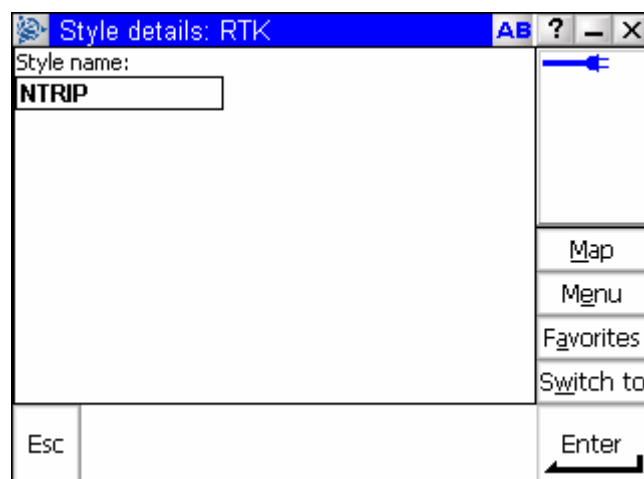 Style details: RTK AB ? – X
Style name:
NTRIP
Map
Menu
Favorites
Switch to
Esc
Enter